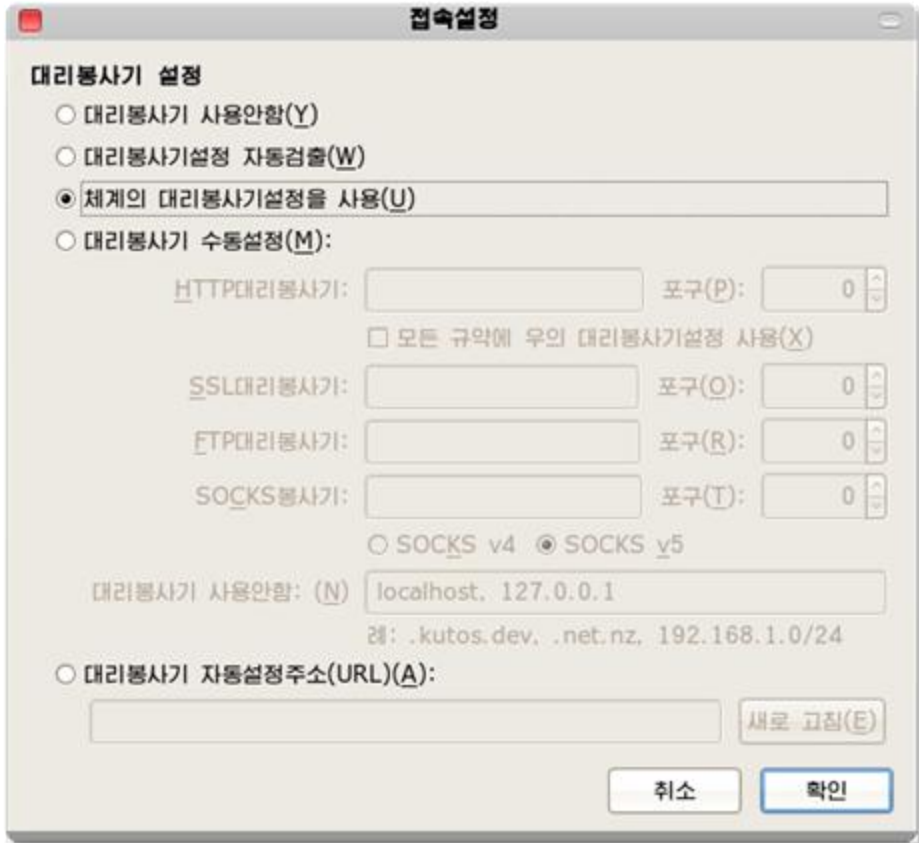 접속설정
대리봉사기 설정
대리봉사기 사용안함(Y)
대리봉사기설정 자동검출(W)
체계의 대리봉사기설정을 사용(U)
대리봉사기 수동설정(M):
HTTP대리봉사기: 포구(P): 0
모든 규약에 우의 대리봉사기설정 사용(X)
SSL대리봉사기: 포구(O): 0
FTP대리봉사기: 포구(R): 0
SOCKS봉사기: 포구(T): 0
SOCKS v4 SOCKS v5
대리봉사기 사용안함: (N) localhost, 127.0.0.1
례: .kutos.dev, .net.nz, 192.168.1.0/24
대리봉사기 자동설정주소(URL)(A):
새로 고침(E)
취소 확인